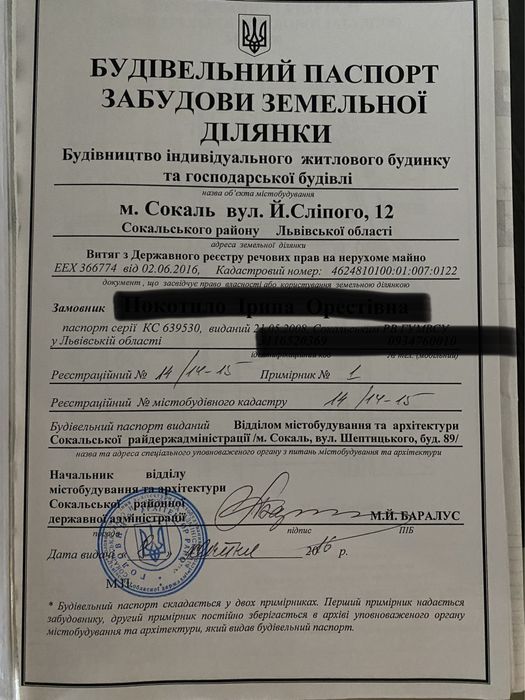 БУДІВЕЛЬНИЙ ПАСПОРТ
ЗАБУДОВИ ЗЕМЕЛЬНОЇ
ДІЛЯНКИ
Будівництво індивідуального житлового будинку
та господарської будівлі
назва об'єкта містобудування
м. Сокаль вул. Й.Сліпого, 12
Сокальського району Львівської області
адреса земельної ділянки
Витяг з Державного реєстру речових прав на нерухоме майно
ЕЕХ 366774 від 02.06.2016, Кадастровий номер: 4624810100:01:007:0122
документ, що засвідчує право власності або користування земельною ділянкою
Замовник
паспорт серії КС 639530, виданий
у Львівській області
№ тел. (мобільний)
Реєстраційний № 14/14-15 Примірник № 1
Реєстраційний № містобудівного кадастру 14/14-15
Будівельний паспорт виданий Відділом містобудування та архітектури
Сокальської райдержадміністрації /м. Сокаль, вул. Шептицького, буд. 89/
назва та адреса спеціального уповноваженого органу з питань містобудування та архітектури
Начальник відділу
містобудування та архітектури
Сокальської районної
державної адміністрації М.Й. БАРАЛУС
посада підпис ПІБ
Дата видачі 2016 р.
М.П.
* Будівельний паспорт складається у двох примірниках. Перший примірник надається
забудовнику, другий примірник постійно зберігається в архіві уповноваженого органу
містобудування та архітектури, який видав будівельний паспорт.